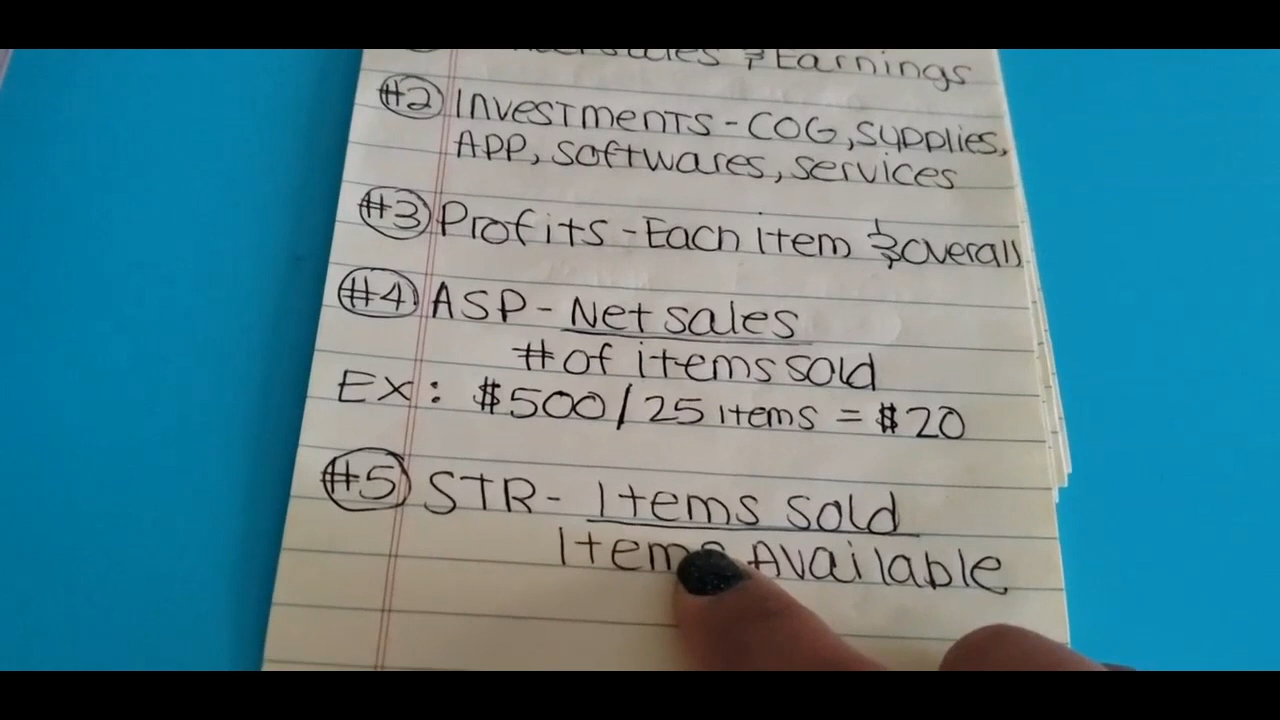 & Earnings
#2 Investments - COG, supplies,
APP, softwares, services
#3 Profits - Each item & overall
#4 ASP - Net sales
# of items sold
Ex: $500/25 items = $20
#5 STR - Items sold
Items Available